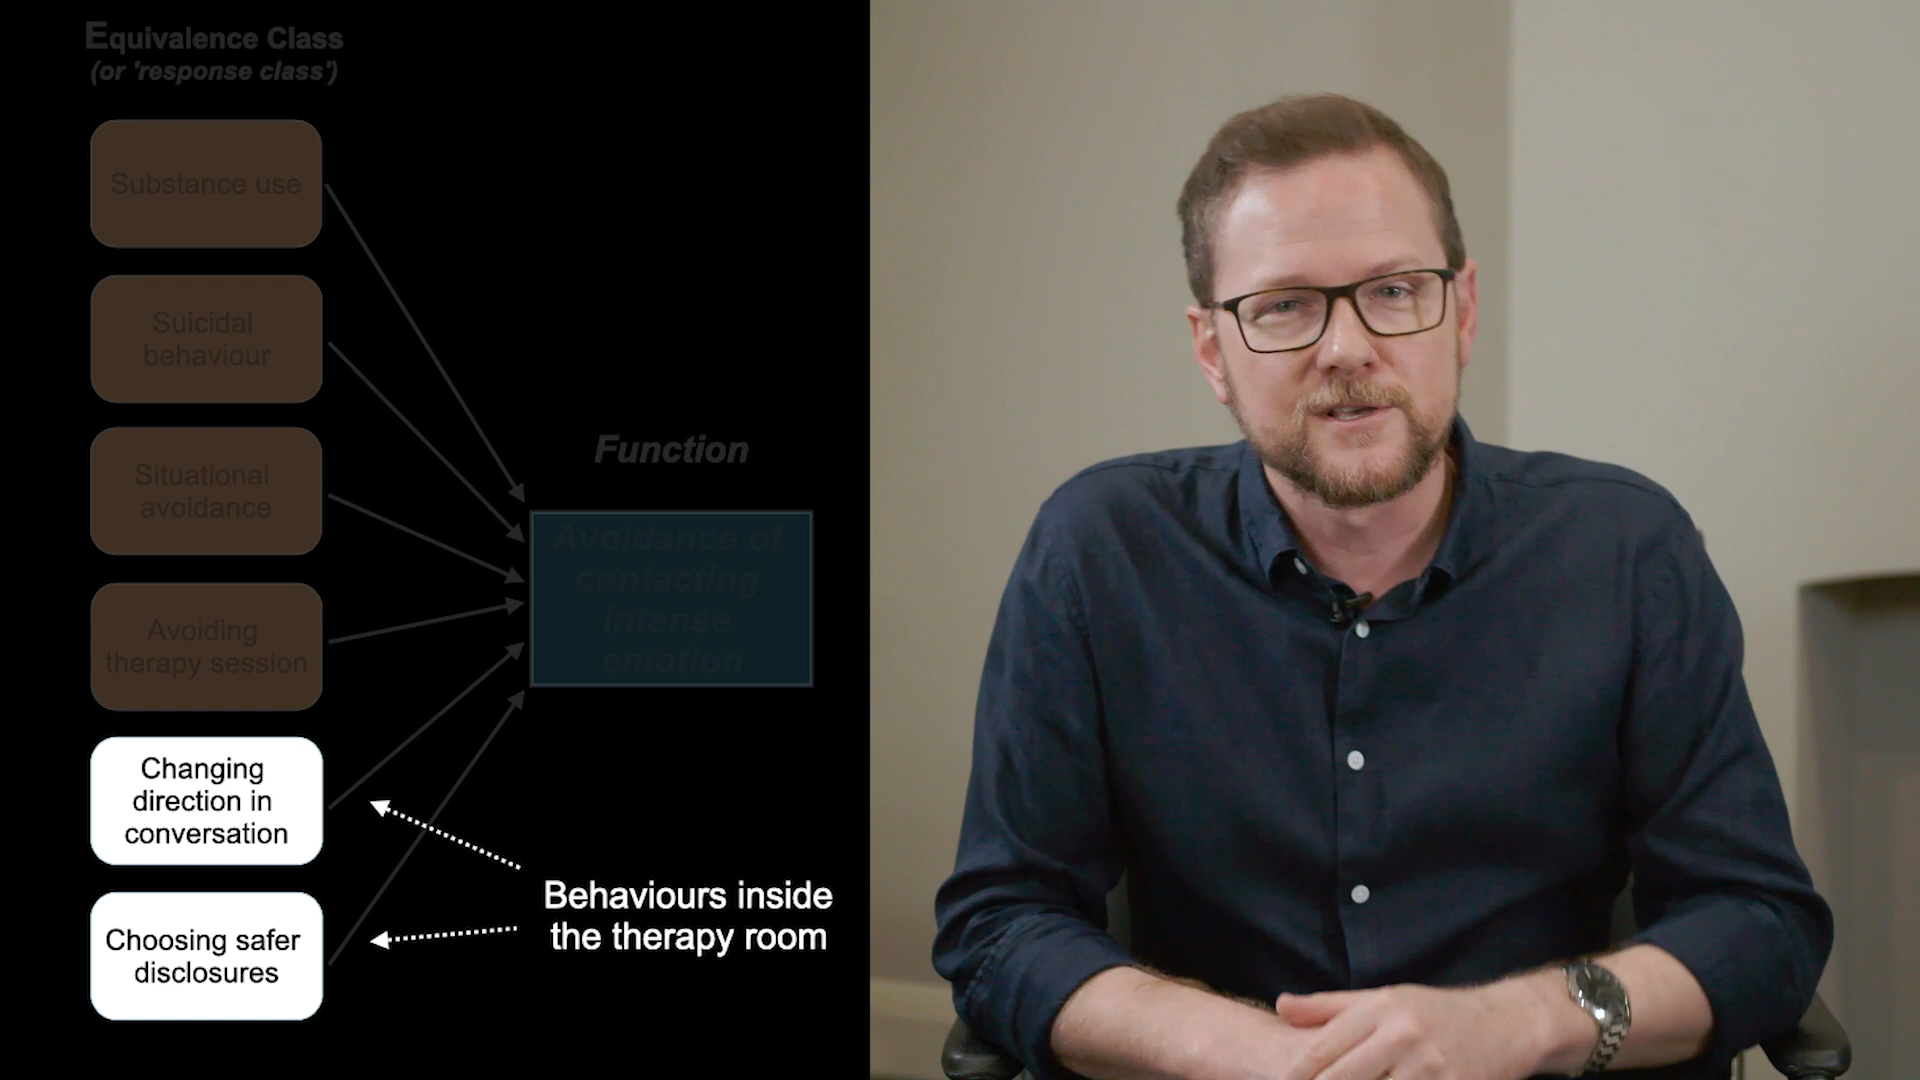 Equivalence Class
(or 'response class')
Substance use
Suicidal
behaviour
Situational
avoidance
Avoiding
therapy session
Changing
direction in
conversation
Choosing safer
disclosures
Function
Avoidance of
contacting
intense
emotion
Behaviours inside
the therapy room